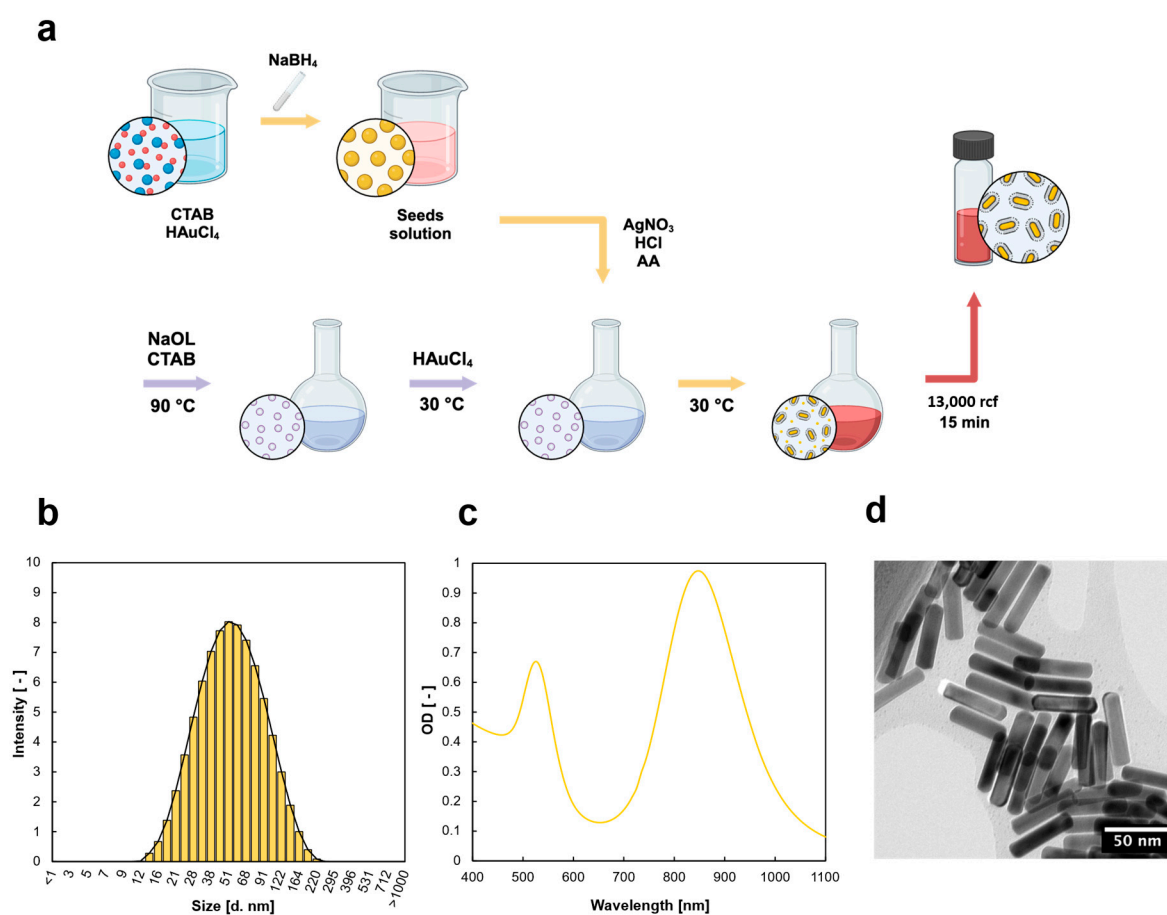 a
NaBH₄
CTAB
HAuCl₄
Seeds
solution
AgNO₃
HCl
AA
NaOL
CTAB
90 °C
HAuCl₄
30 °C
30 °C
13,000 rcf
15 min
b
Intensity [ - ]
10
9
8
7
6
5
4
3
2
1
0
<1
3
5
7
9
12
16
21
28
38
51
68
91
122
164
220
295
396
531
712
>1000
Size [d. nm]
c
OD [ - ]
1
0.9
0.8
0.7
0.6
0.5
0.4
0.3
0.2
0.1
0
400
500
600
700
800
900
1000
1100
Wavelength [nm]
d
50 nm